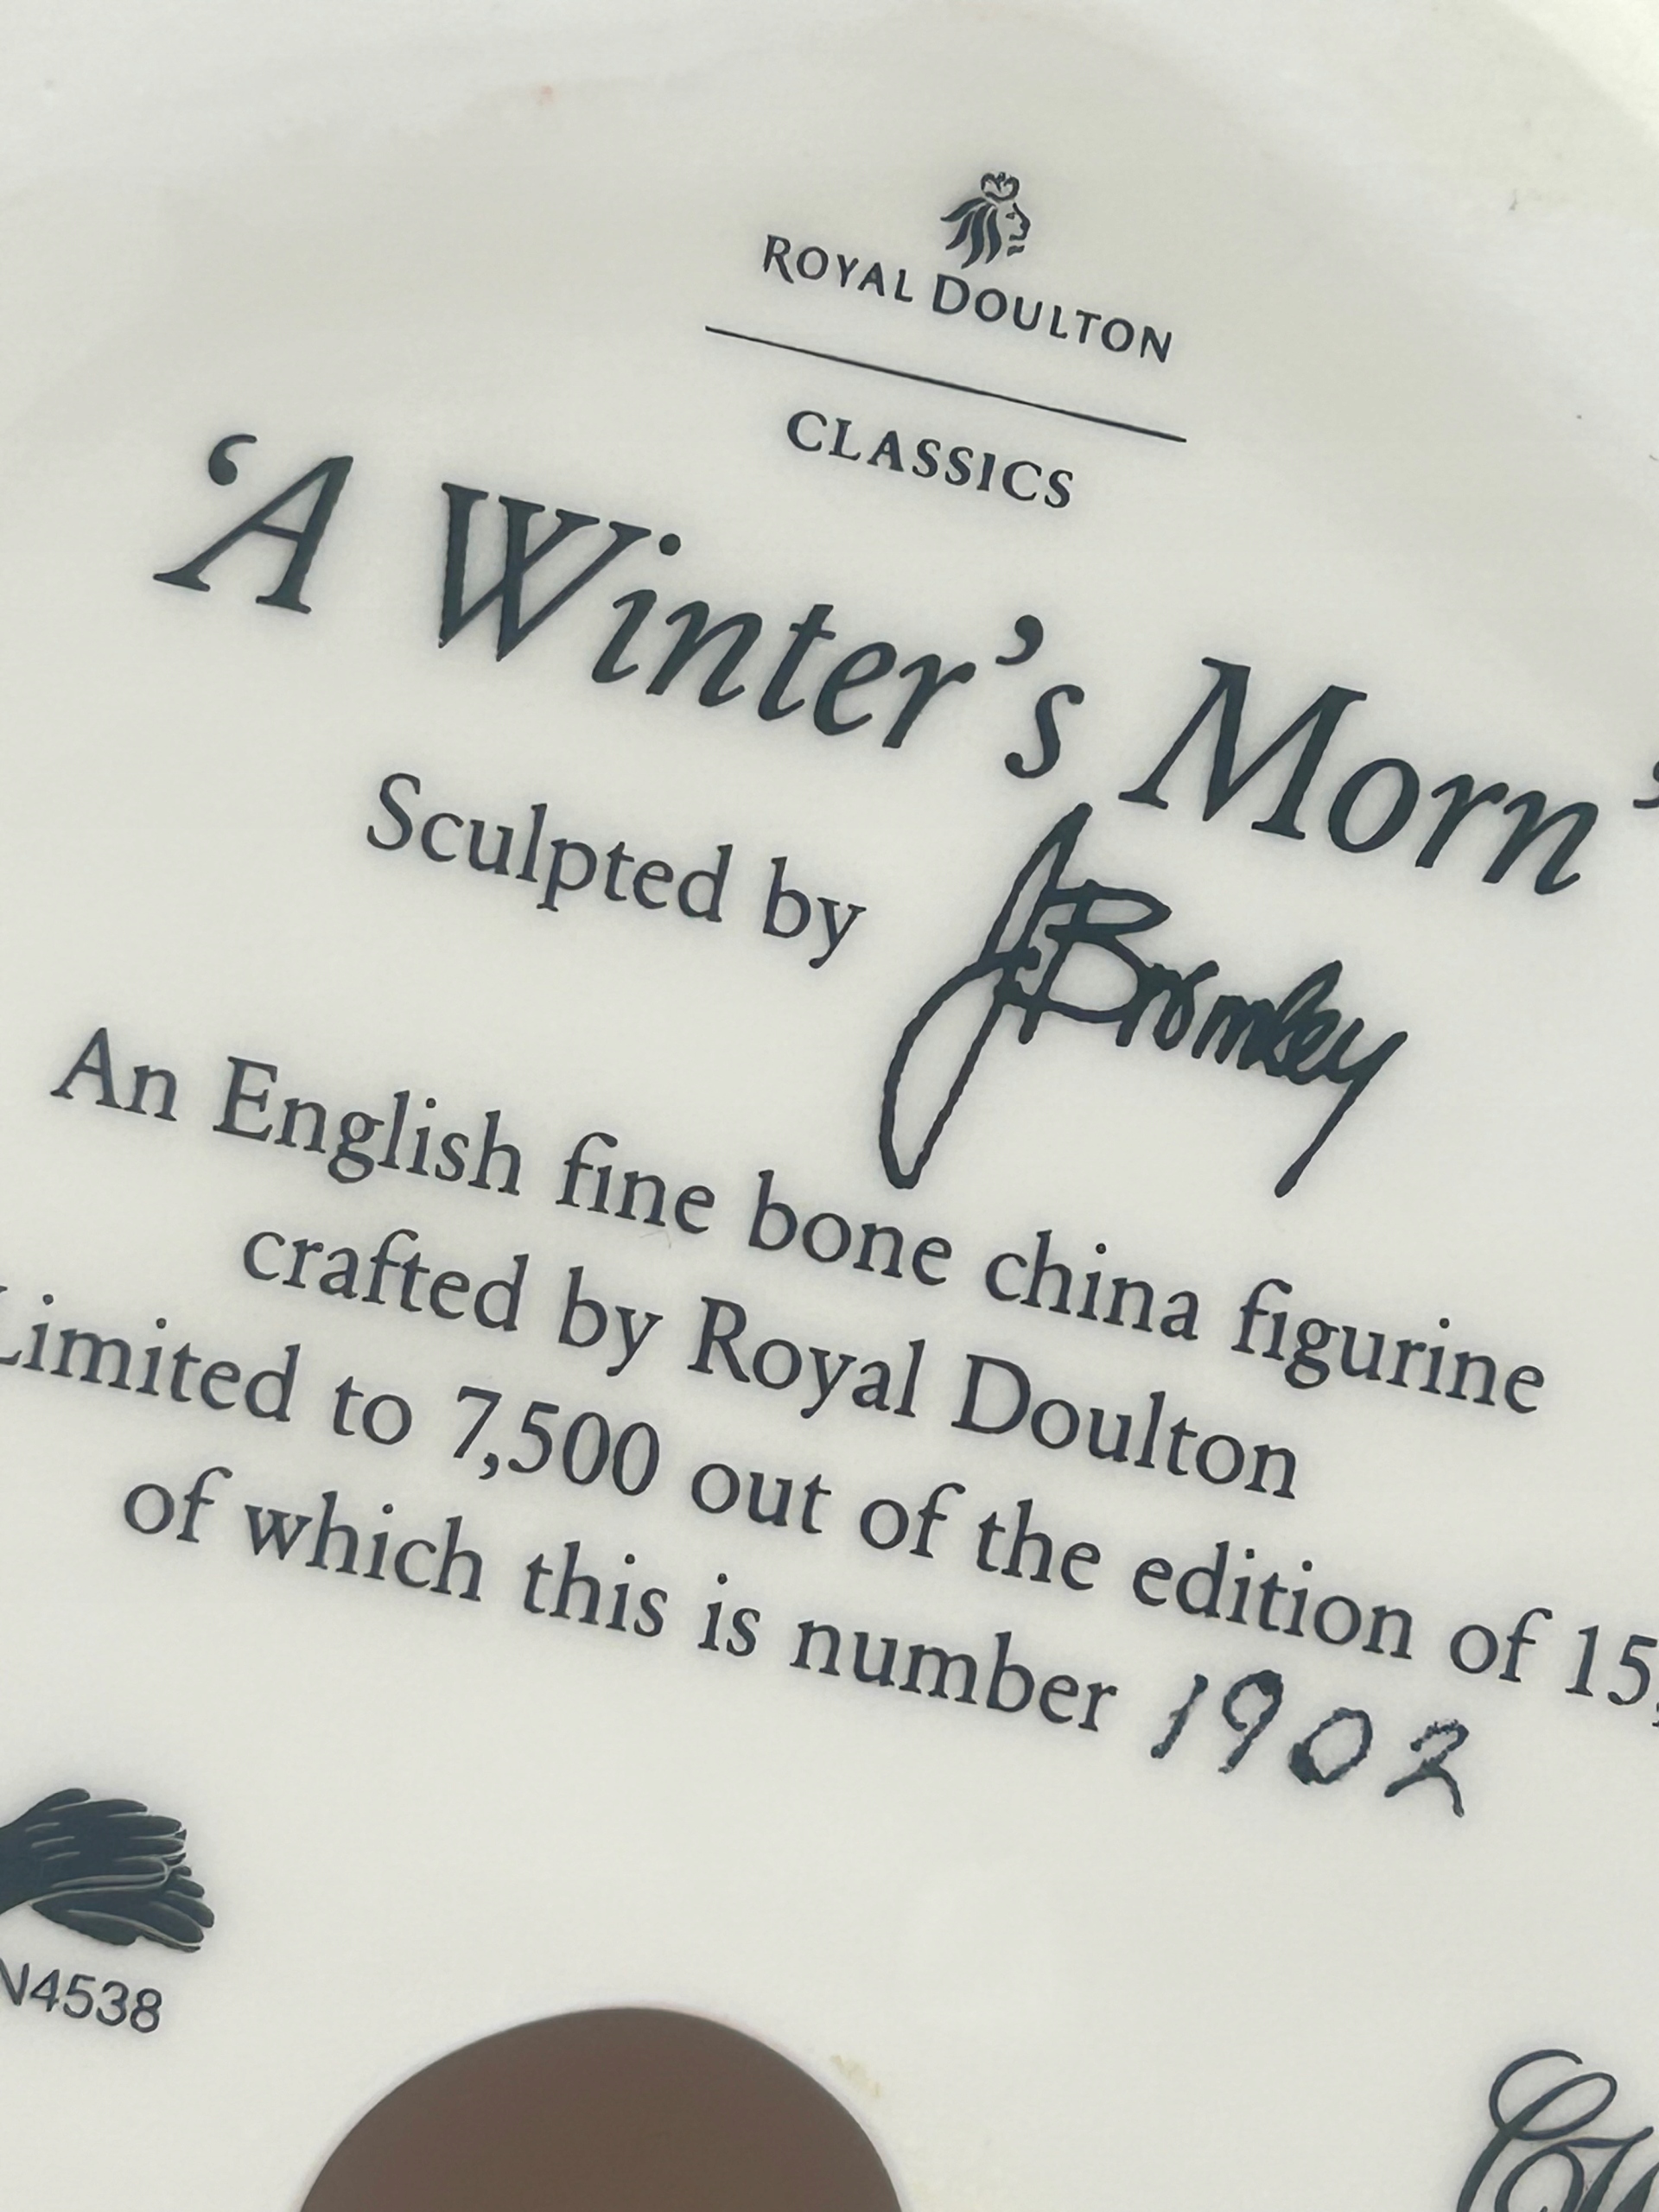 ROYAL DOULTON
CLASSICS
‘A Winter’s Morn’
Sculpted by J. Bromley
An English fine bone china figurine
crafted by Royal Doulton
Limited to 7,500 out of the edition of 15,
of which this is number 1902
N4538